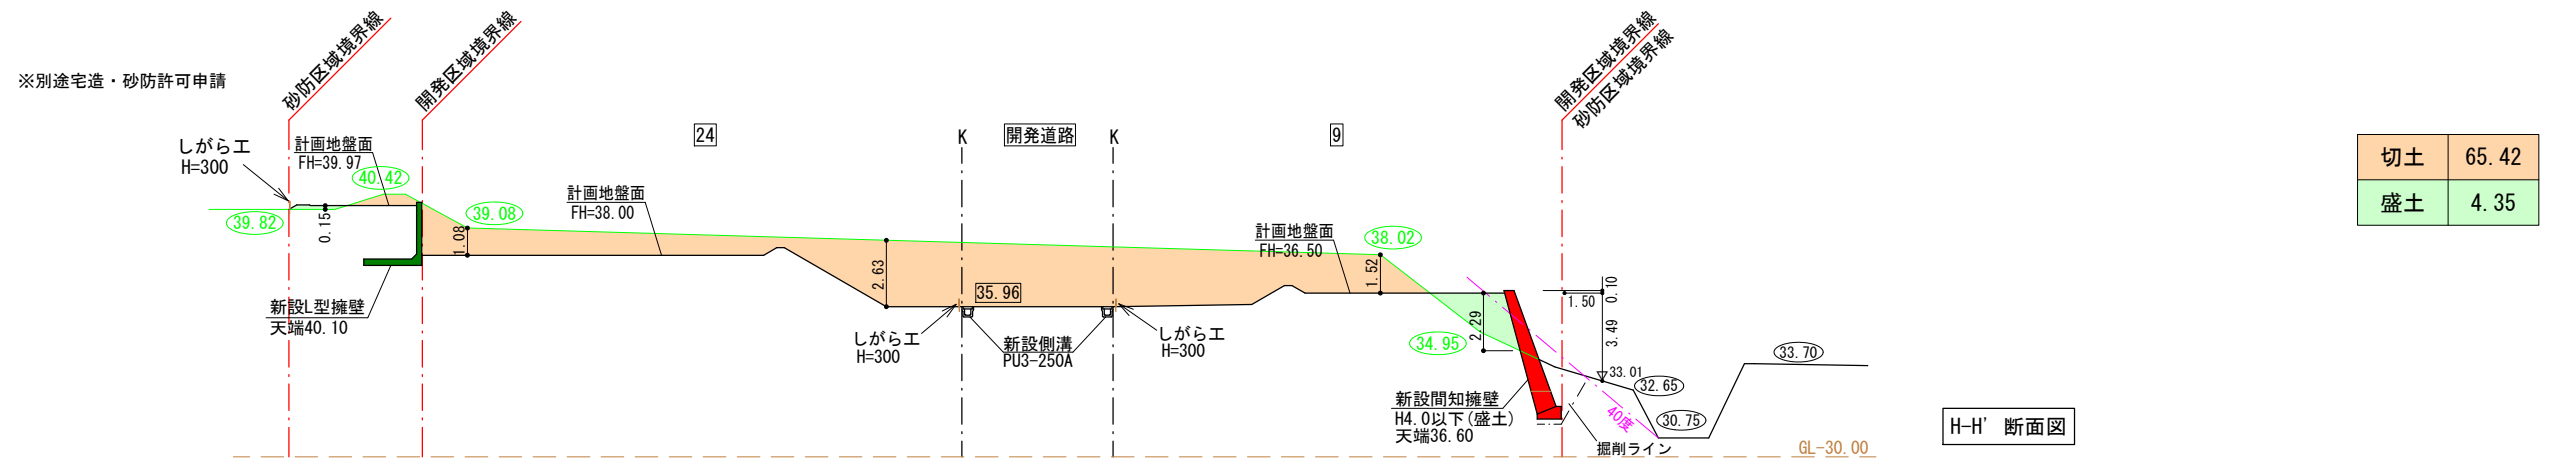 ※別途宅造・砂防許可申請
砂防区域境界線
開発区域境界線
開発区域境界線
砂防区域境界線
しがら工
H=300
計画地盤面
FH=39.97
40.42
39.82
0.15
39.08
1.08
新設L型擁壁
天端40.10
24
計画地盤面
FH=38.00
2.63
K
開発道路
K
35.96
しがら工
H=300
新設側溝
PU3-250A
しがら工
H=300
9
計画地盤面
FH=36.50
38.02
1.52
34.95
2.29
1.50
0.10
3.49
33.01
32.65
30.75
33.70
40度
新設間知擁壁
H4.0以下(盛土)
天端36.60
掘削ライン
GL-30.00
切土 65.42
盛土 4.35
H-H' 断面図